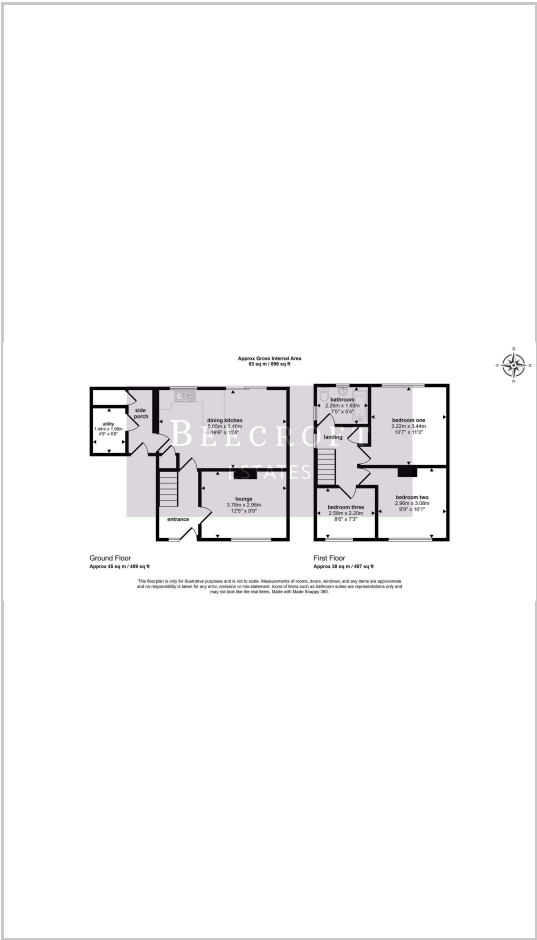 Approx Gross Internal Area
83 sq m / 896 sq ft
N
side
porch
utility
1.44m x 1.98m
4'9" x 6'6"
dining kitchen
5.65m x 3.46m
18'6" x 11'4"
lounge
3.78m x 2.98m
12'5" x 9'9"
entrance
bathroom
2.26m x 1.63m
7'5" x 5'4"
landing
bedroom one
3.22m x 3.44m
10'7" x 11'3"
bedroom two
2.96m x 3.08m
9'9" x 10'1"
bedroom three
2.58m x 2.20m
8'6" x 7'3"
BEECROFT
ESTATES
Ground Floor
Approx 45 sq m / 489 sq ft
First Floor
Approx 38 sq m / 407 sq ft
This floorplan is only for illustrative purposes and is not to scale. Measurements of rooms, doors, windows, and any items are approximate
and no responsibility is taken for any error, omission or mis-statement. Icons of items such as bathroom suites are representations only and
may not look like the real items. Made with Made Snappy 360.